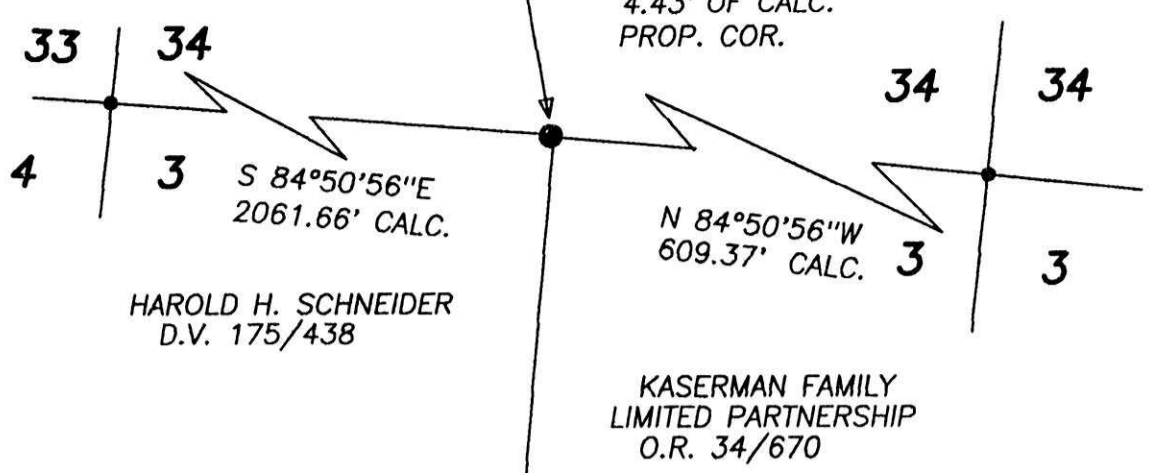 4.43' OF CALC.
PROP. COR.
33 34
34 34
4 3
S 84°50'56"E
2061.66' CALC.
N 84°50'56"W
609.37' CALC.
3 3
HAROLD H. SCHNEIDER
D.V. 175/438
KASERMAN FAMILY
LIMITED PARTNERSHIP
O.R. 34/670